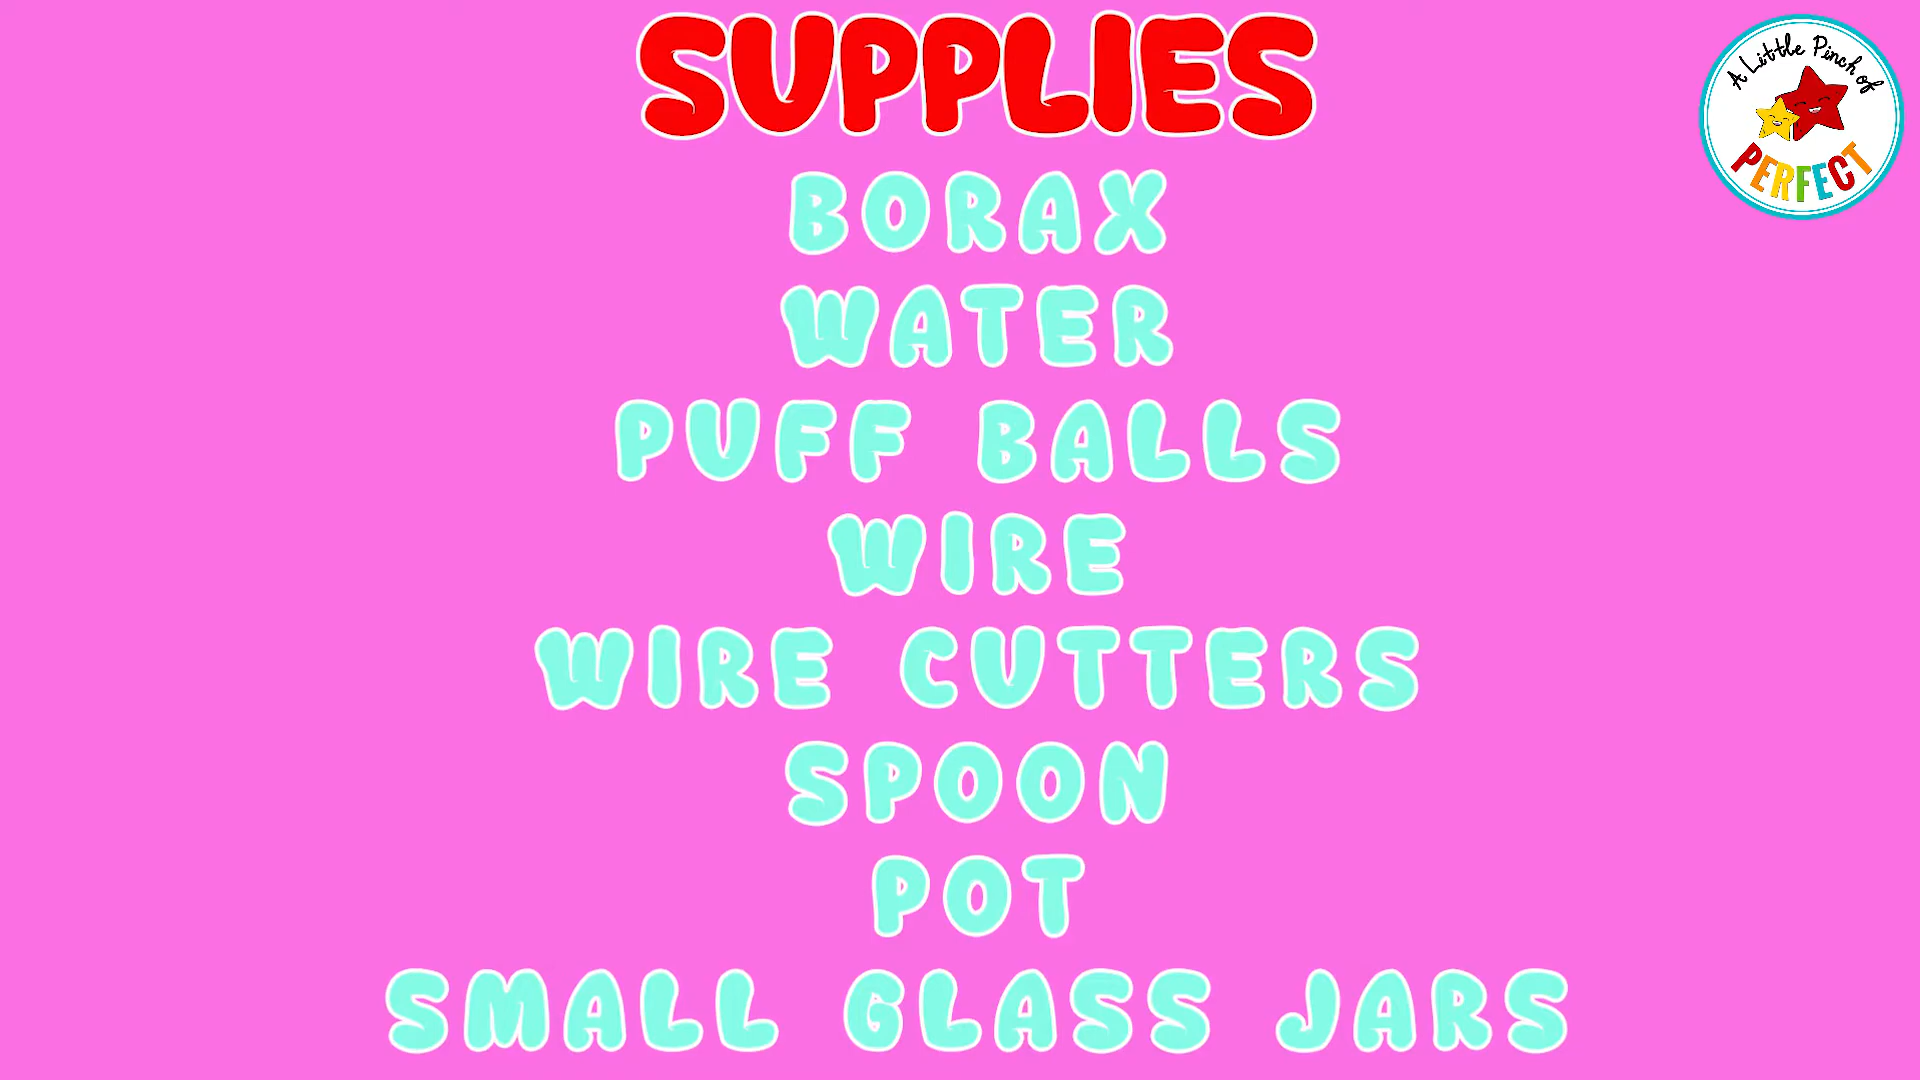 SUPPLIES
A Little Pinch of
PERFECT
BORAX
WATER
PUFF BALLS
WIRE
WIRE CUTTERS
SPOON
POT
SMALL GLASS JARS